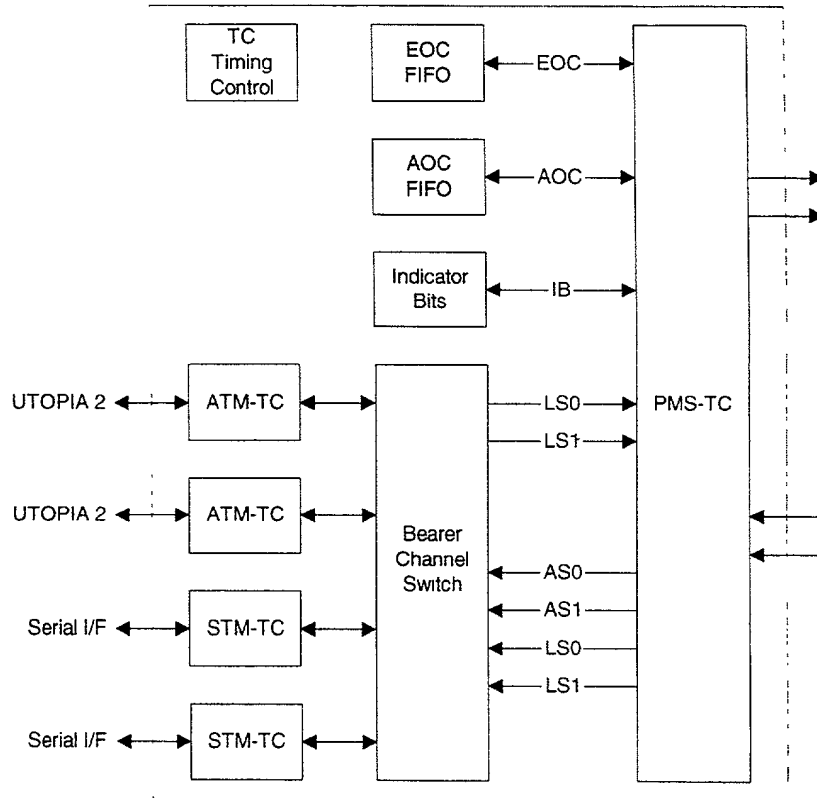 TC
Timing
Control
EOC
FIFO
EOC
AOC
FIFO
AOC
Indicator
Bits
IB
UTOPIA 2
ATM-TC
LS0
PMS-TC
LS1
UTOPIA 2
ATM-TC
Bearer
Channel
Switch
AS0
AS1
Serial I/F
STM-TC
LS0
LS1
Serial I/F
STM-TC